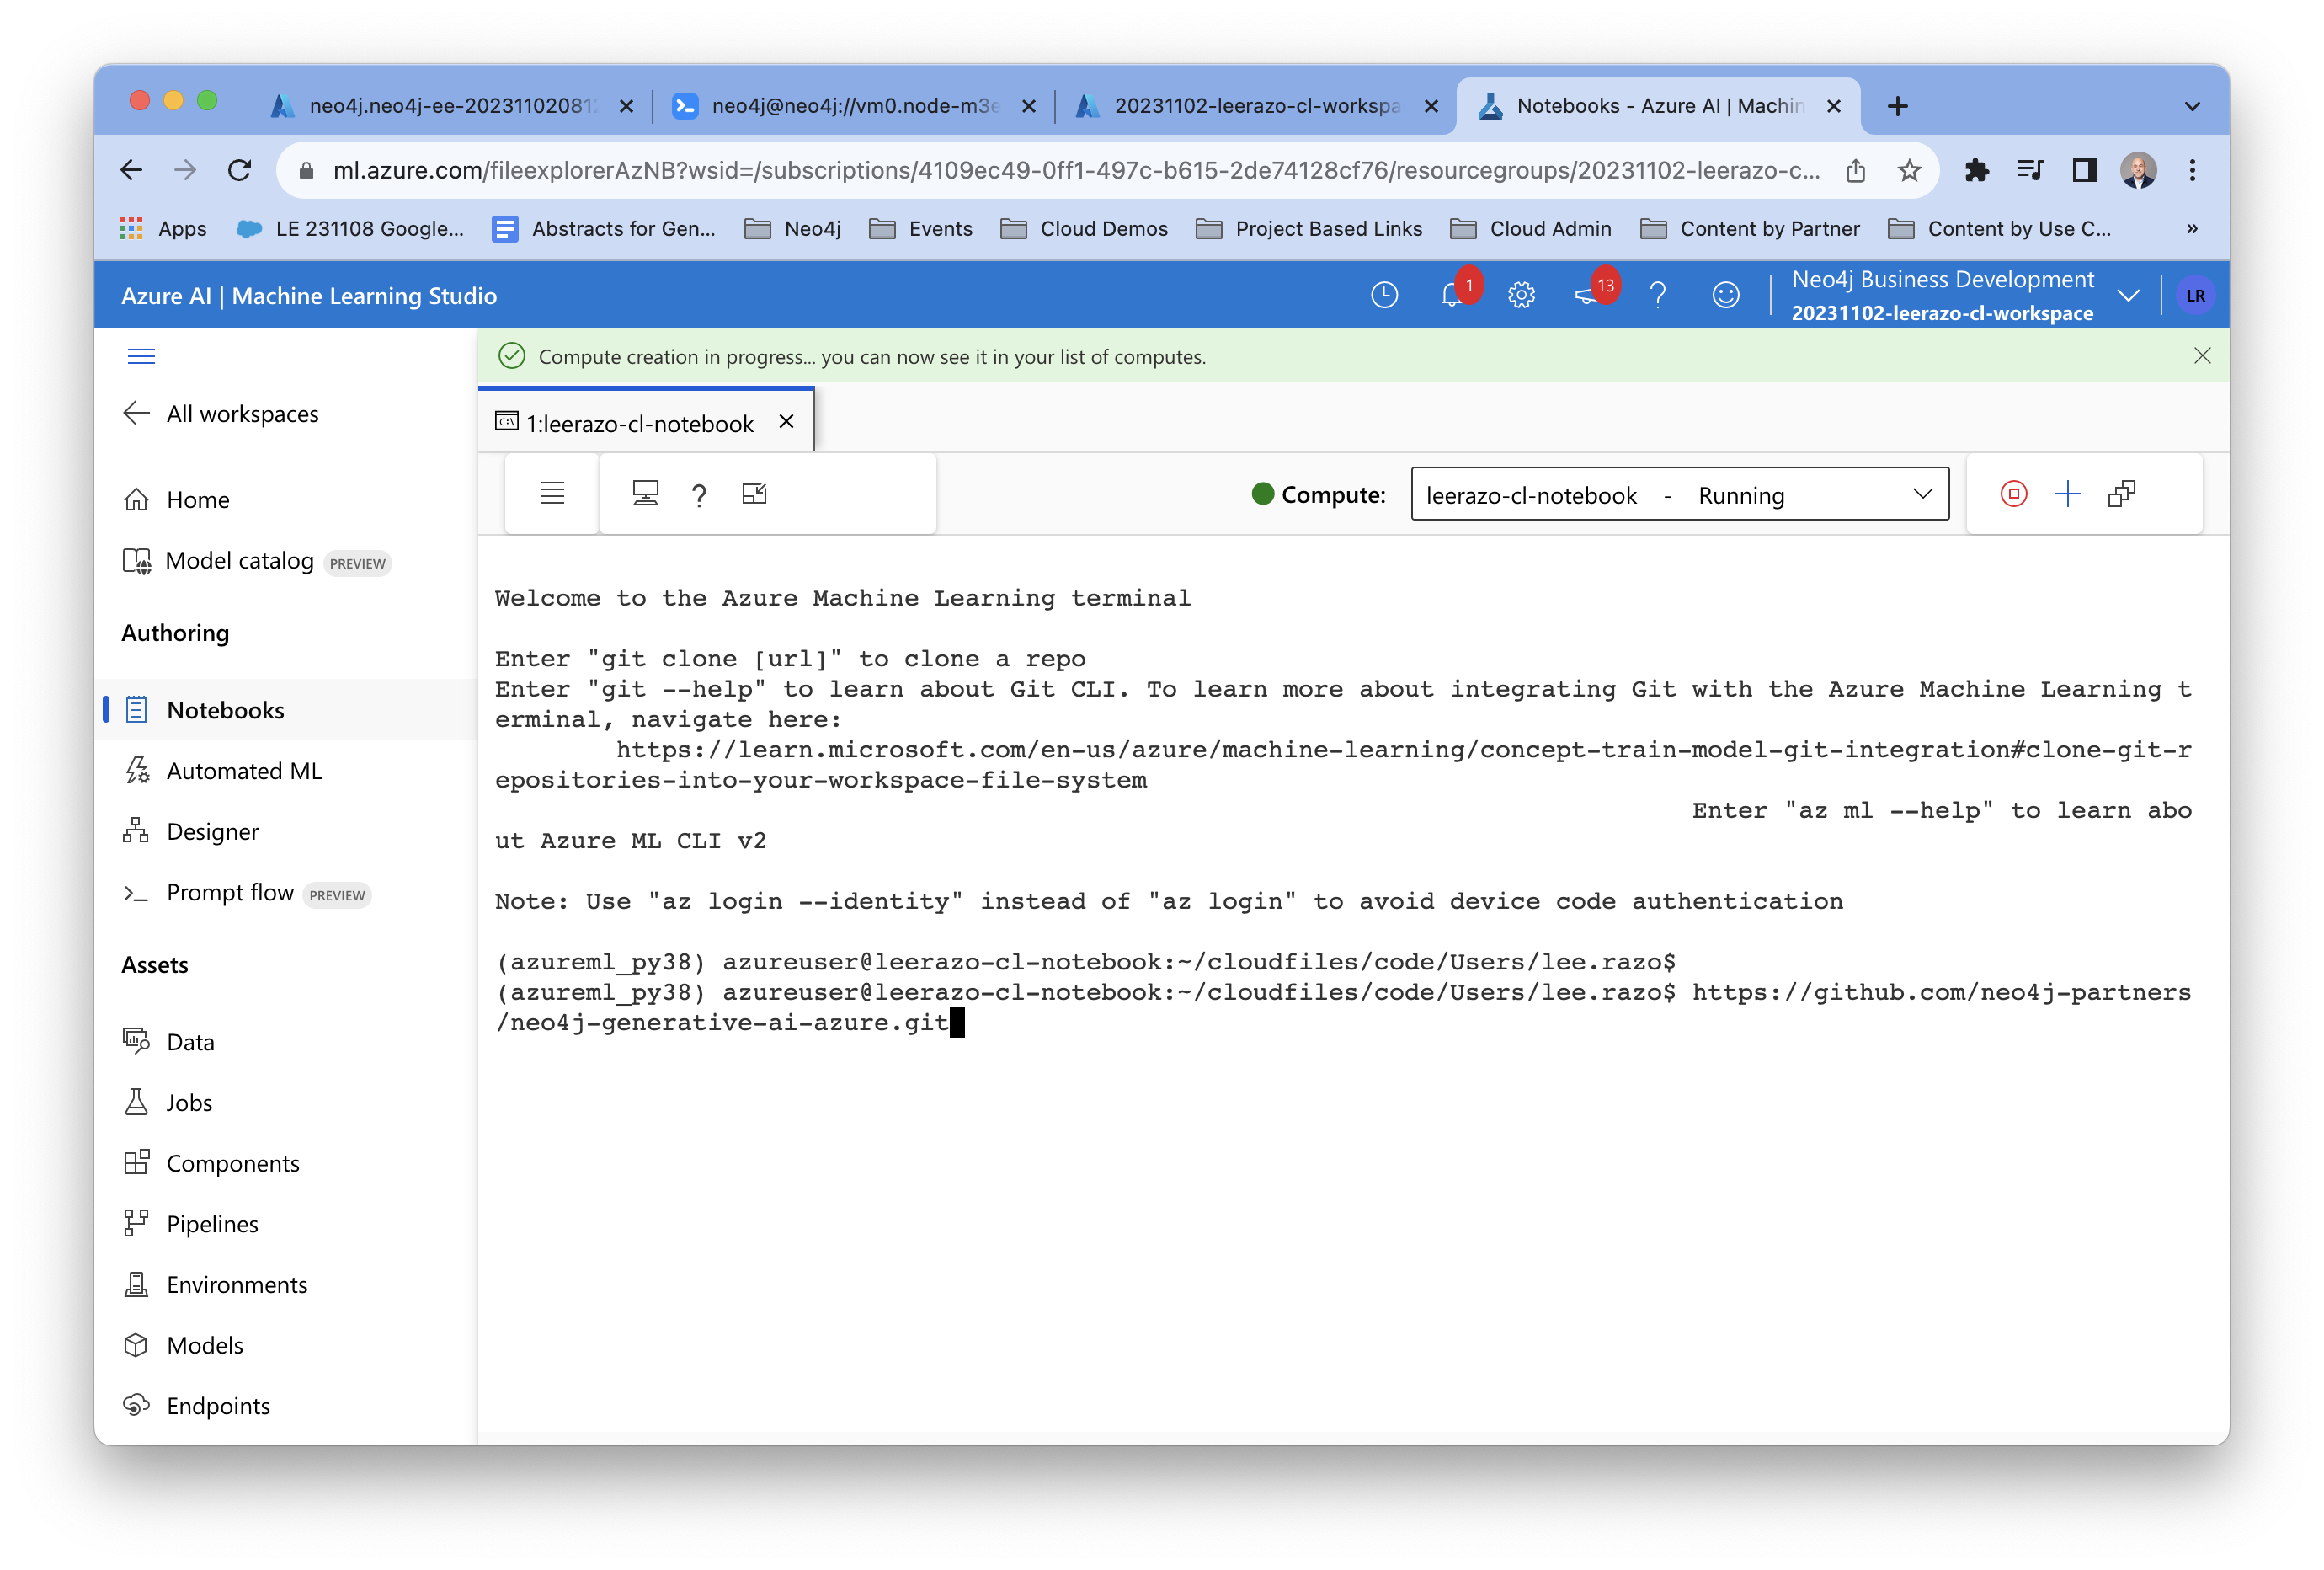 neo4j.neo4j-ee-2023110208
neo4j@neo4j://vm0.node-m3e
20231102-leerazo-cl-workspa
Notebooks - Azure AI | Machin
ml.azure.com/fileexplorerAzNB?wsid=/subscriptions/4109ec49-0ff1-497c-b615-2de74128cf76/resourcegroups/20231102-leerazo-c...
Apps
LE 231108 Google...
Abstracts for Gen...
Neo4j
Events
Cloud Demos
Project Based Links
Cloud Admin
Content by Partner
Content by Use C...
»
Azure AI | Machine Learning Studio
1
13
Neo4j Business Development
20231102-leerazo-cl-workspace
LR
Compute creation in progress... you can now see it in your list of computes.
All workspaces
Home
Model catalog PREVIEW
Authoring
Notebooks
Automated ML
Designer
Prompt flow PREVIEW
Assets
Data
Jobs
Components
Pipelines
Environments
Models
Endpoints
1:leerazo-cl-notebook
Compute:
leerazo-cl-notebook - Running
Welcome to the Azure Machine Learning terminal
Enter "git clone [url]" to clone a repo
Enter "git --help" to learn about Git CLI. To learn more about integrating Git with the Azure Machine Learning t
erminal, navigate here:
https://learn.microsoft.com/en-us/azure/machine-learning/concept-train-model-git-integration#clone-git-r
epositories-into-your-workspace-file-system
Enter "az ml --help" to learn abo
ut Azure ML CLI v2
Note: Use "az login --identity" instead of "az login" to avoid device code authentication
(azureml_py38) azureuser@leerazo-cl-notebook:~/cloudfiles/code/Users/lee.razo$
(azureml_py38) azureuser@leerazo-cl-notebook:~/cloudfiles/code/Users/lee.razo$ https://github.com/neo4j-partners
/neo4j-generative-ai-azure.git